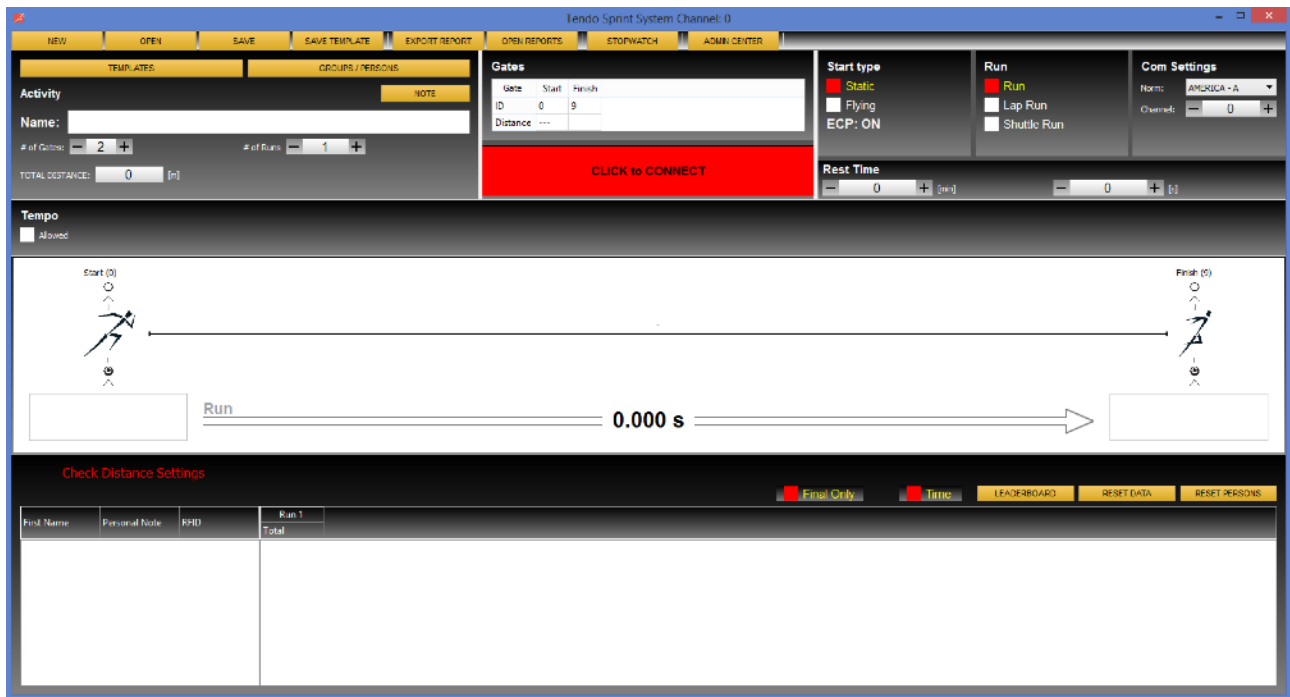 Tendo Sprint System Channel: 0
NEW OPEN SAVE SAVE TEMPLATE EXPORT REPORT OPEN REPORTS STOPWATCH ADMIN CENTER
TEMPLATES GROUPS / PERSONS
Activity NOTE
Name:
# of Gates: 2 # of Runs 1
TOTAL DISTANCE: 0 [m]
Gates
Gate Start Finish
ID 0 9
Distance ---
CLICK to CONNECT
Start type
Static
Flying
ECP: ON
Run
Run
Lap Run
Shuttle Run
Com Settings
Norm: AMERICA - A
Channel: 0
Rest Time
0 [min] 0 [s]
Tempo
Allowed
Start (0) Finish (9)
-
Run 0.000 s
Check Distance Settings
Final Only Time LEADERBOARD RESET DATA RESET PERSONS
First Name Personal Note RFID Run 1
Total